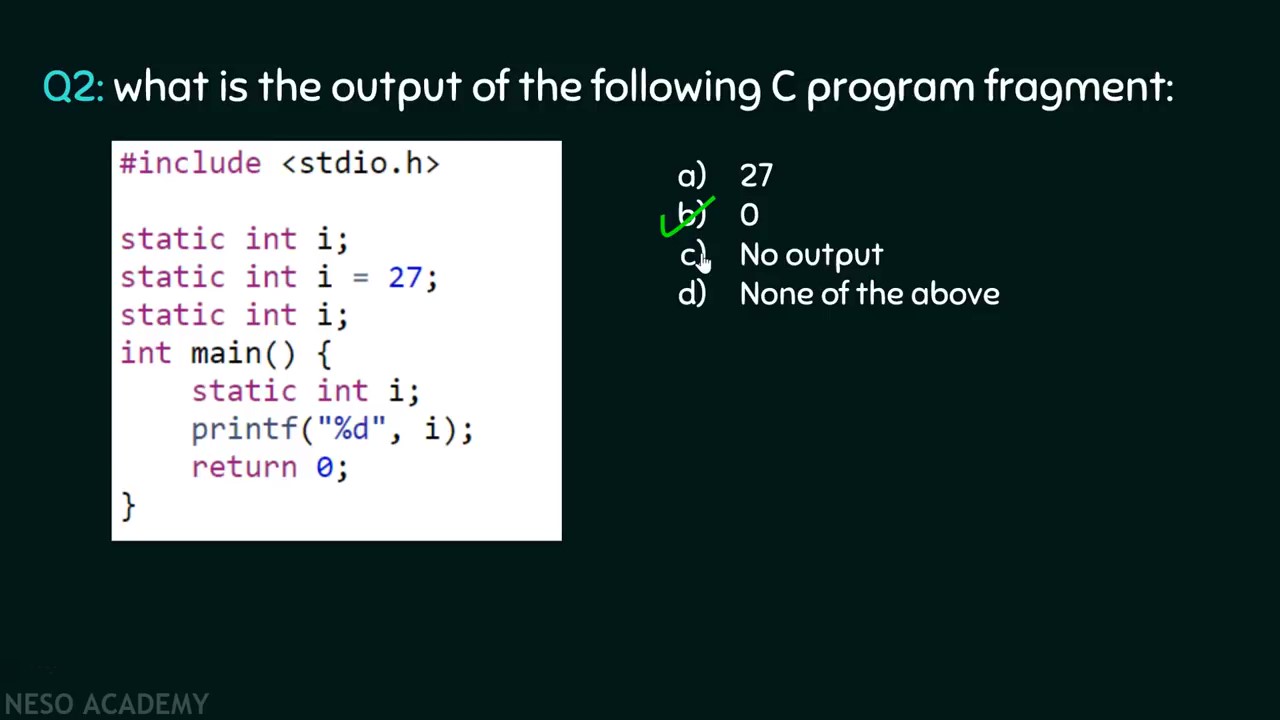 Q2: what is the output of the following C program fragment:
#include <stdio.h>
static int i;
static int i = 27;
static int i;
int main() {
    static int i;
    printf("%d", i);
    return 0;
}
a) 27
b) 0
c) No output
d) None of the above
NESO ACADEMY